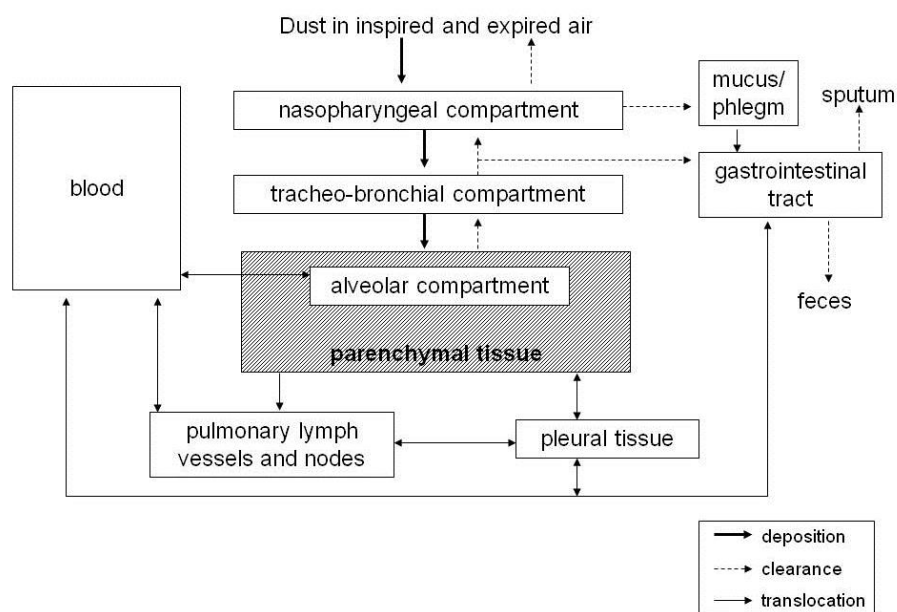 Dust in inspired and expired air
mucus/
phlegm
sputum
nasopharyngeal compartment
blood
tracheo-bronchial compartment
gastrointestinal
tract
alveolar compartment
feces
parenchymal tissue
pulmonary lymph
vessels and nodes
pleural tissue
deposition
clearance
translocation